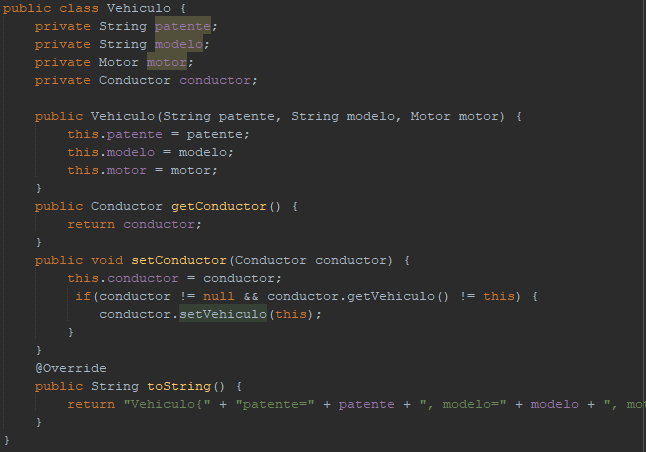 public class Vehiculo {
    private String patente;
    private String modelo;
    private Motor motor;
    private Conductor conductor;
    public Vehiculo(String patente, String modelo, Motor motor) {
        this.patente = patente;
        this.modelo = modelo;
        this.motor = motor;
    }
    public Conductor getConductor() {
        return conductor;
    }
    public void setConductor(Conductor conductor) {
        this.conductor = conductor;
         if(conductor != null && conductor.getVehiculo() != this) {
            conductor.setVehiculo(this);
        }
    }
    @Override
    public String toString() {
        return "Vehiculo{" + "patente=" + patente + ", modelo=" + modelo + ", mo
    }
}